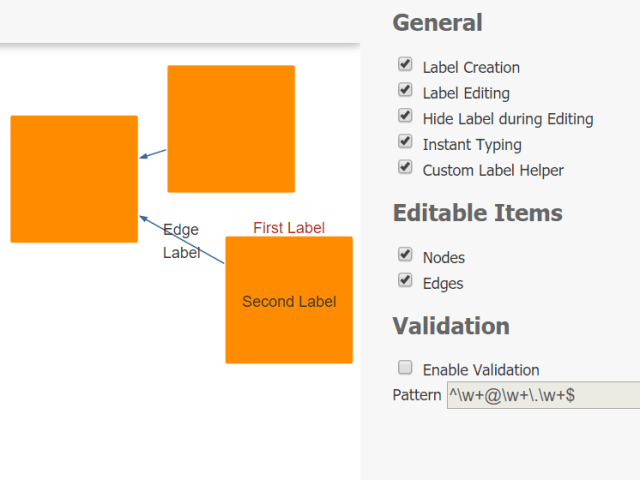 Edge
Label
First Label
Second Label
General
Label Creation
Label Editing
Hide Label during Editing
Instant Typing
Custom Label Helper
Editable Items
Nodes
Edges
Validation
Enable Validation
Pattern ^\w+@\w+\.\w+$